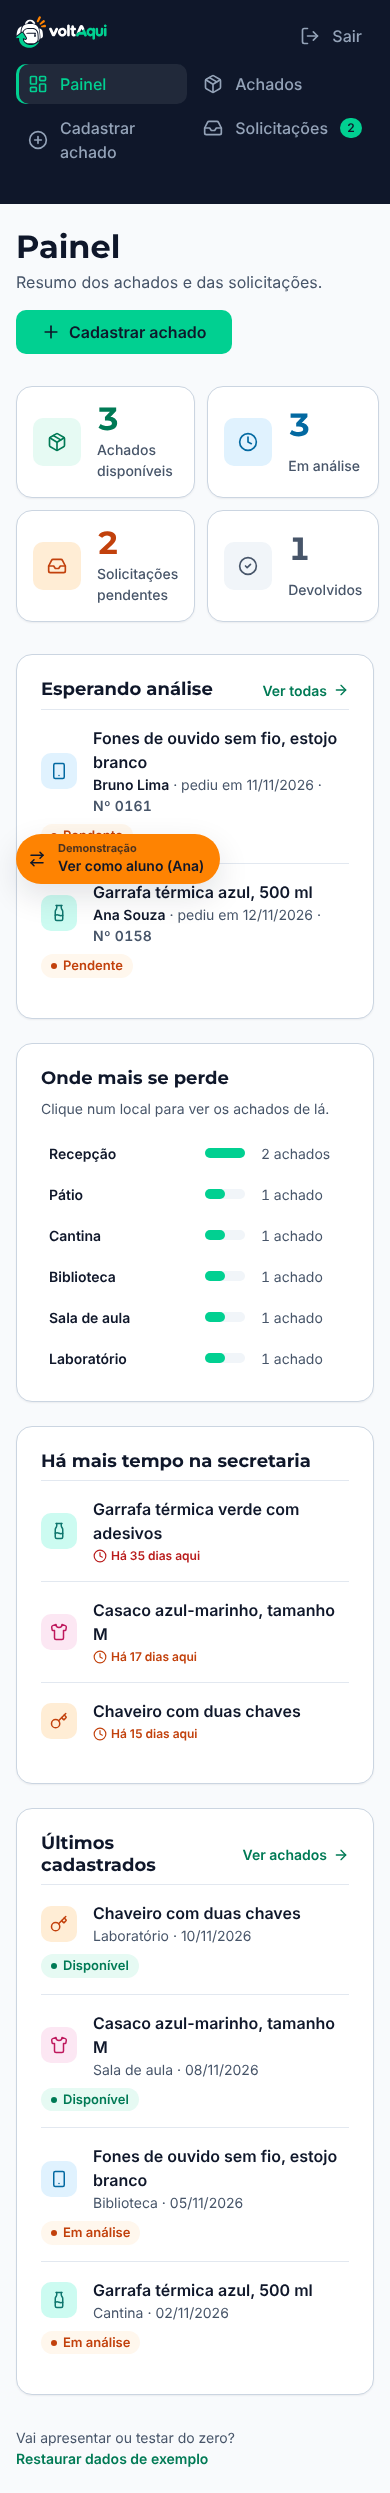 voltAqui
Sair
Painel
Achados
Cadastrar
achado
Solicitações 2
Painel
Resumo dos achados e das solicitações.
Cadastrar achado
3
Achados
disponíveis
3
Em análise
2
Solicitações
pendentes
1
Devolvidos
Esperando análise
Ver todas
Fones de ouvido sem fio, estojo
branco
Bruno Lima · pediu em 11/11/2026 ·
Nº 0161
Demonstração
Ver como aluno (Ana)
Garrafa térmica azul, 500 ml
Ana Souza · pediu em 12/11/2026 ·
Nº 0158
Pendente
Onde mais se perde
Clique num local para ver os achados de lá.
Recepção 2 achados
Pátio 1 achado
Cantina 1 achado
Biblioteca 1 achado
Sala de aula 1 achado
Laboratório 1 achado
Há mais tempo na secretaria
Garrafa térmica verde com
adesivos
Há 35 dias aqui
Casaco azul-marinho, tamanho
M
Há 17 dias aqui
Chaveiro com duas chaves
Há 15 dias aqui
Últimos
cadastrados
Ver achados
Chaveiro com duas chaves
Laboratório · 10/11/2026
Disponível
Casaco azul-marinho, tamanho
M
Sala de aula · 08/11/2026
Disponível
Fones de ouvido sem fio, estojo
branco
Biblioteca · 05/11/2026
Em análise
Garrafa térmica azul, 500 ml
Cantina · 02/11/2026
Em análise
Vai apresentar ou testar do zero?
Restaurar dados de exemplo